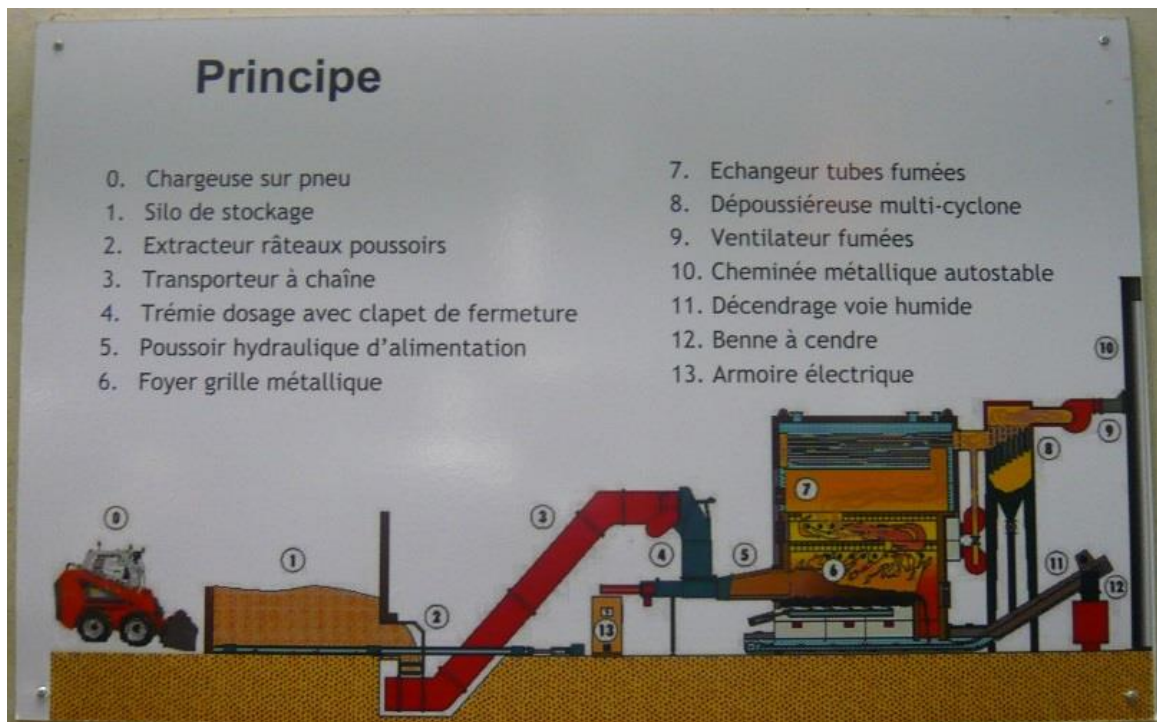 Principe
0. Chargeuse sur pneu
1. Silo de stockage
2. Extracteur râteaux poussoirs
3. Transporteur à chaîne
4. Trémie dosage avec clapet de fermeture
5. Poussoir hydraulique d'alimentation
6. Foyer grille métallique
7. Echangeur tubes fumées
8. Dépoussiéreuse multi-cyclone
9. Ventilateur fumées
10. Cheminée métallique autostable
11. Décendrage voie humide
12. Benne à cendre
13. Armoire électrique
0
1
2
3
4
5
6
7
8
9
10
11
12
13